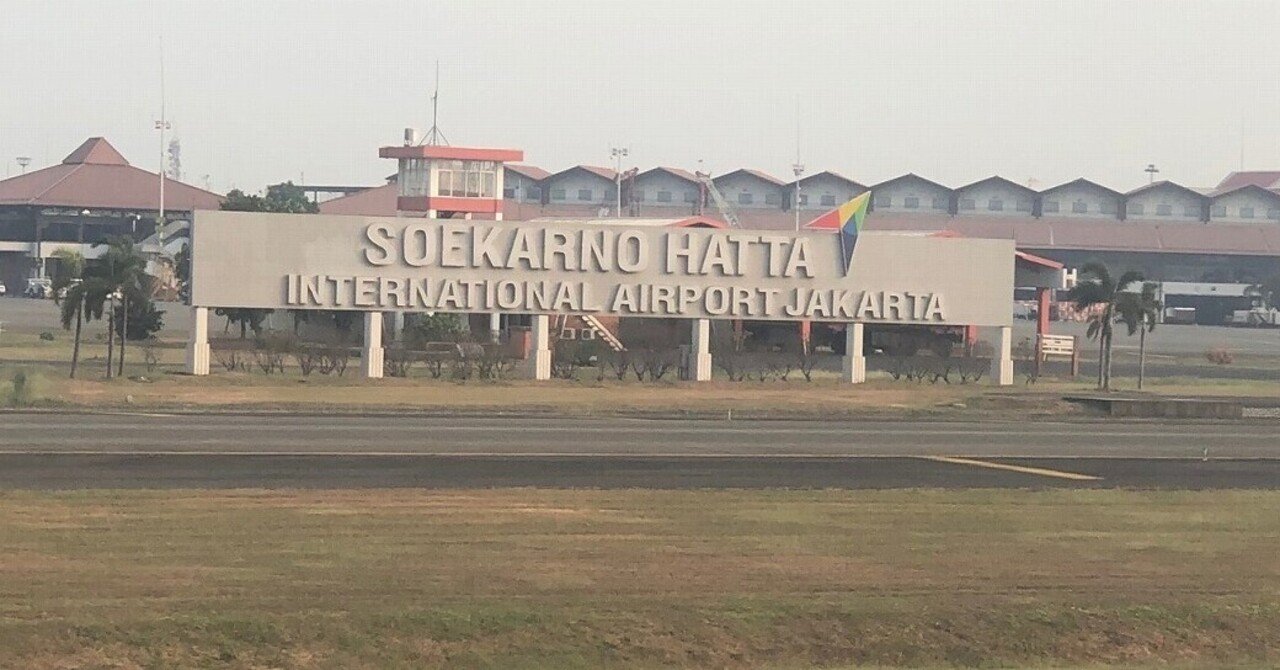 SOEKARNO HATTA
INTERNATIONAL AIRPORT JAKARTA